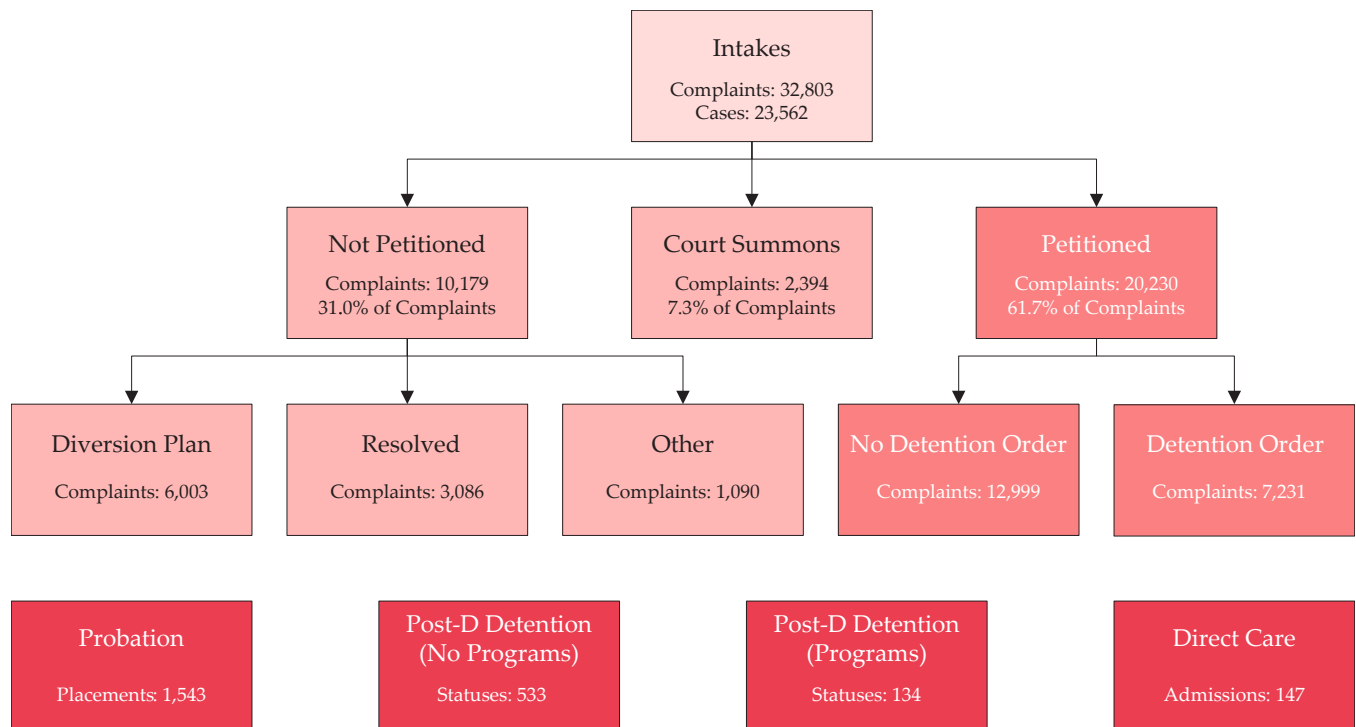 Intakes
Complaints: 32,803
Cases: 23,562
Not Petitioned
Complaints: 10,179
31.0% of Complaints
Court Summons
Complaints: 2,394
7.3% of Complaints
Petitioned
Complaints: 20,230
61.7% of Complaints
Diversion Plan
Complaints: 6,003
Resolved
Complaints: 3,086
Other
Complaints: 1,090
No Detention Order
Complaints: 12,999
Detention Order
Complaints: 7,231
Probation
Placements: 1,543
Post-D Detention
(No Programs)
Statuses: 533
Post-D Detention
(Programs)
Statuses: 134
Direct Care
Admissions: 147